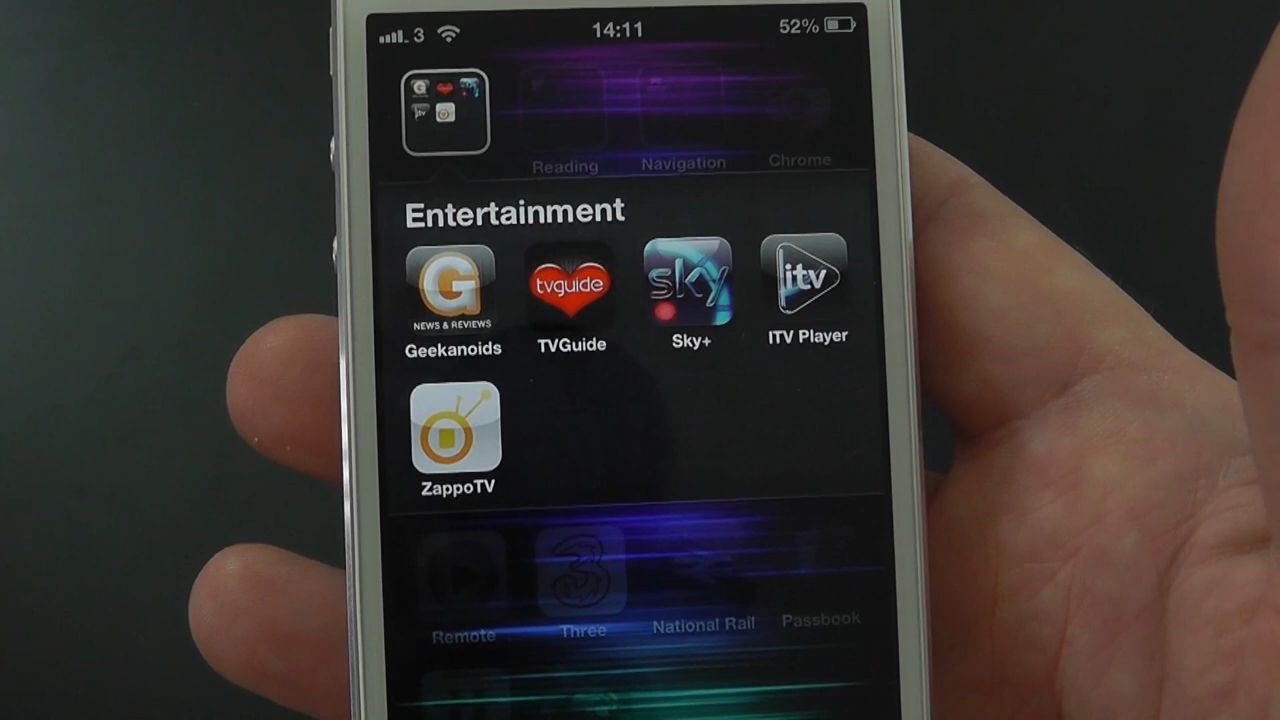 3 14:11 52%
Reading Navigation Chrome
Entertainment
G tvguide sky itv
NEWS & REVIEWS
Geekanoids TVGuide Sky+ ITV Player
ZappoTV
3
Remote Three National Rail Passbook